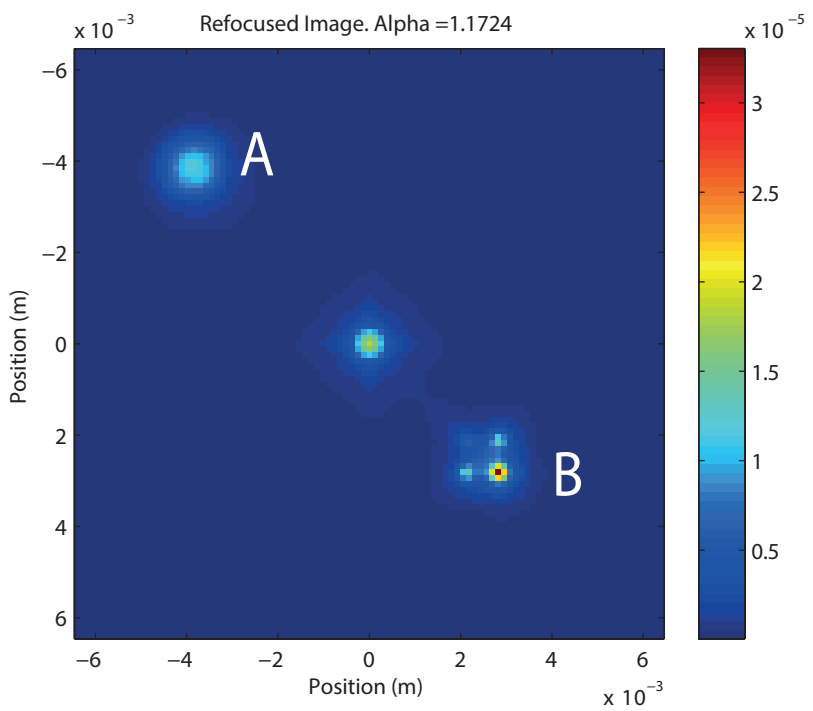 x 10⁻³
Refocused Image. Alpha =1.1724
x 10⁻⁵
−6
−4
−2
0
2
4
6
Position (m)
A
B
−6 −4 −2 0 2 4 6
Position (m)
x 10⁻³
3
2.5
2
1.5
1
0.5